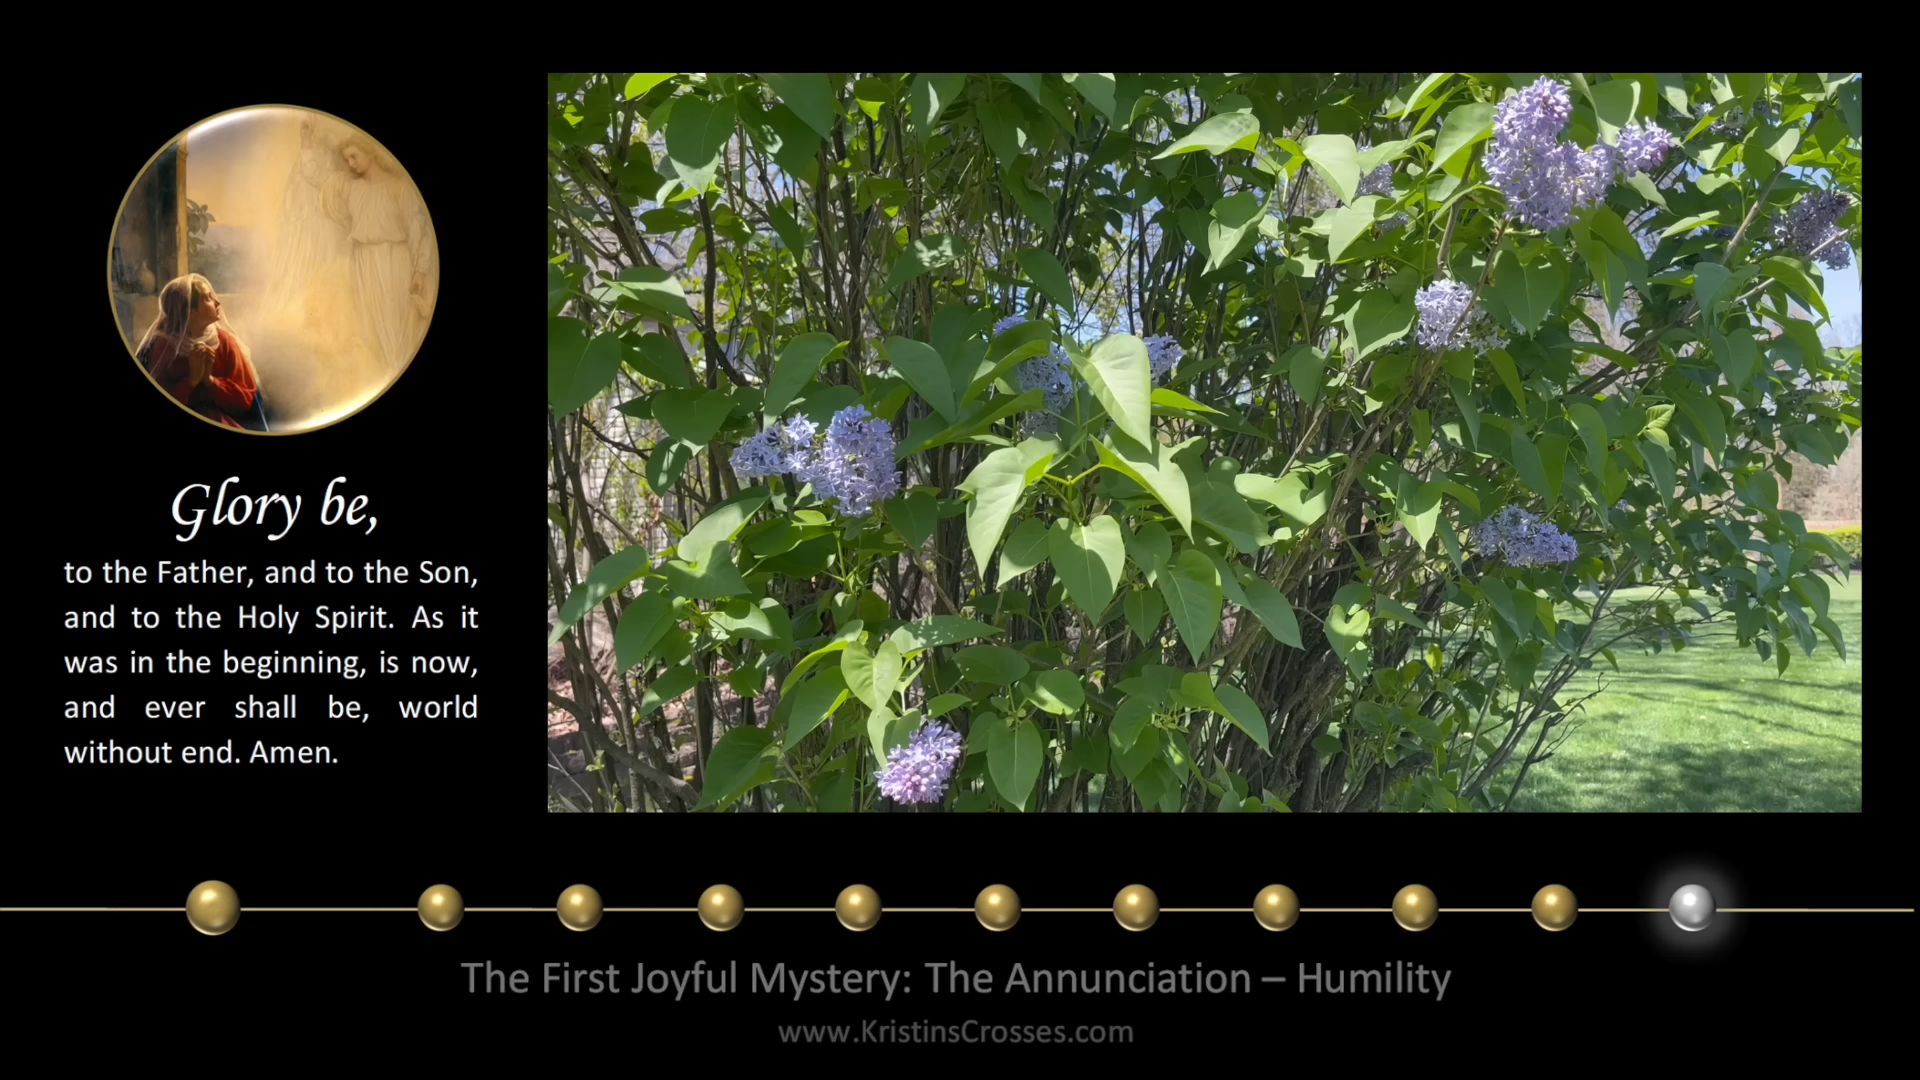 Glory be,
to the Father, and to the Son,
and to the Holy Spirit. As it
was in the beginning, is now,
and ever shall be, world
without end. Amen.
The First Joyful Mystery: The Annunciation – Humility
www.KristinsCrosses.com